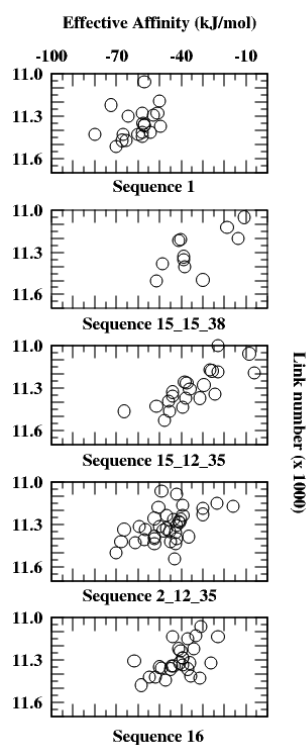 Effective Affinity (kJ/mol)
-100 -70 -40 -10
11.0
11.3
11.6
Sequence 1
11.0
11.3
11.6
Sequence 15_15_38
11.0
11.3
11.6
Sequence 15_12_35
11.0
11.3
11.6
Sequence 2_12_35
11.0
11.3
11.6
Sequence 16
Link number (x 1000)